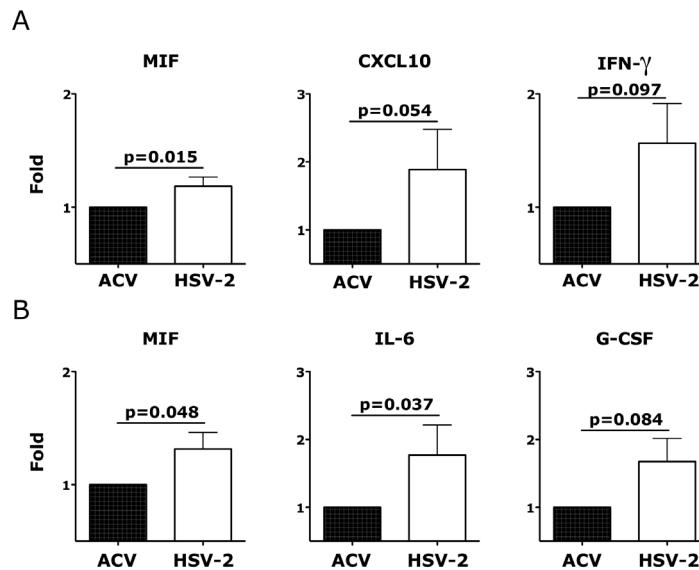 A
MIF CXCL10 IFN-γ
2 3 2
p=0.097
p=0.054
p=0.015 2
Fold
1 1 1
ACV HSV-2 ACV HSV-2 ACV HSV-2
B
MIF IL-6 G-CSF
2 3 3
p=0.048 p=0.037 p=0.084
2 2
Fold
1 1 1
ACV HSV-2 ACV HSV-2 ACV HSV-2